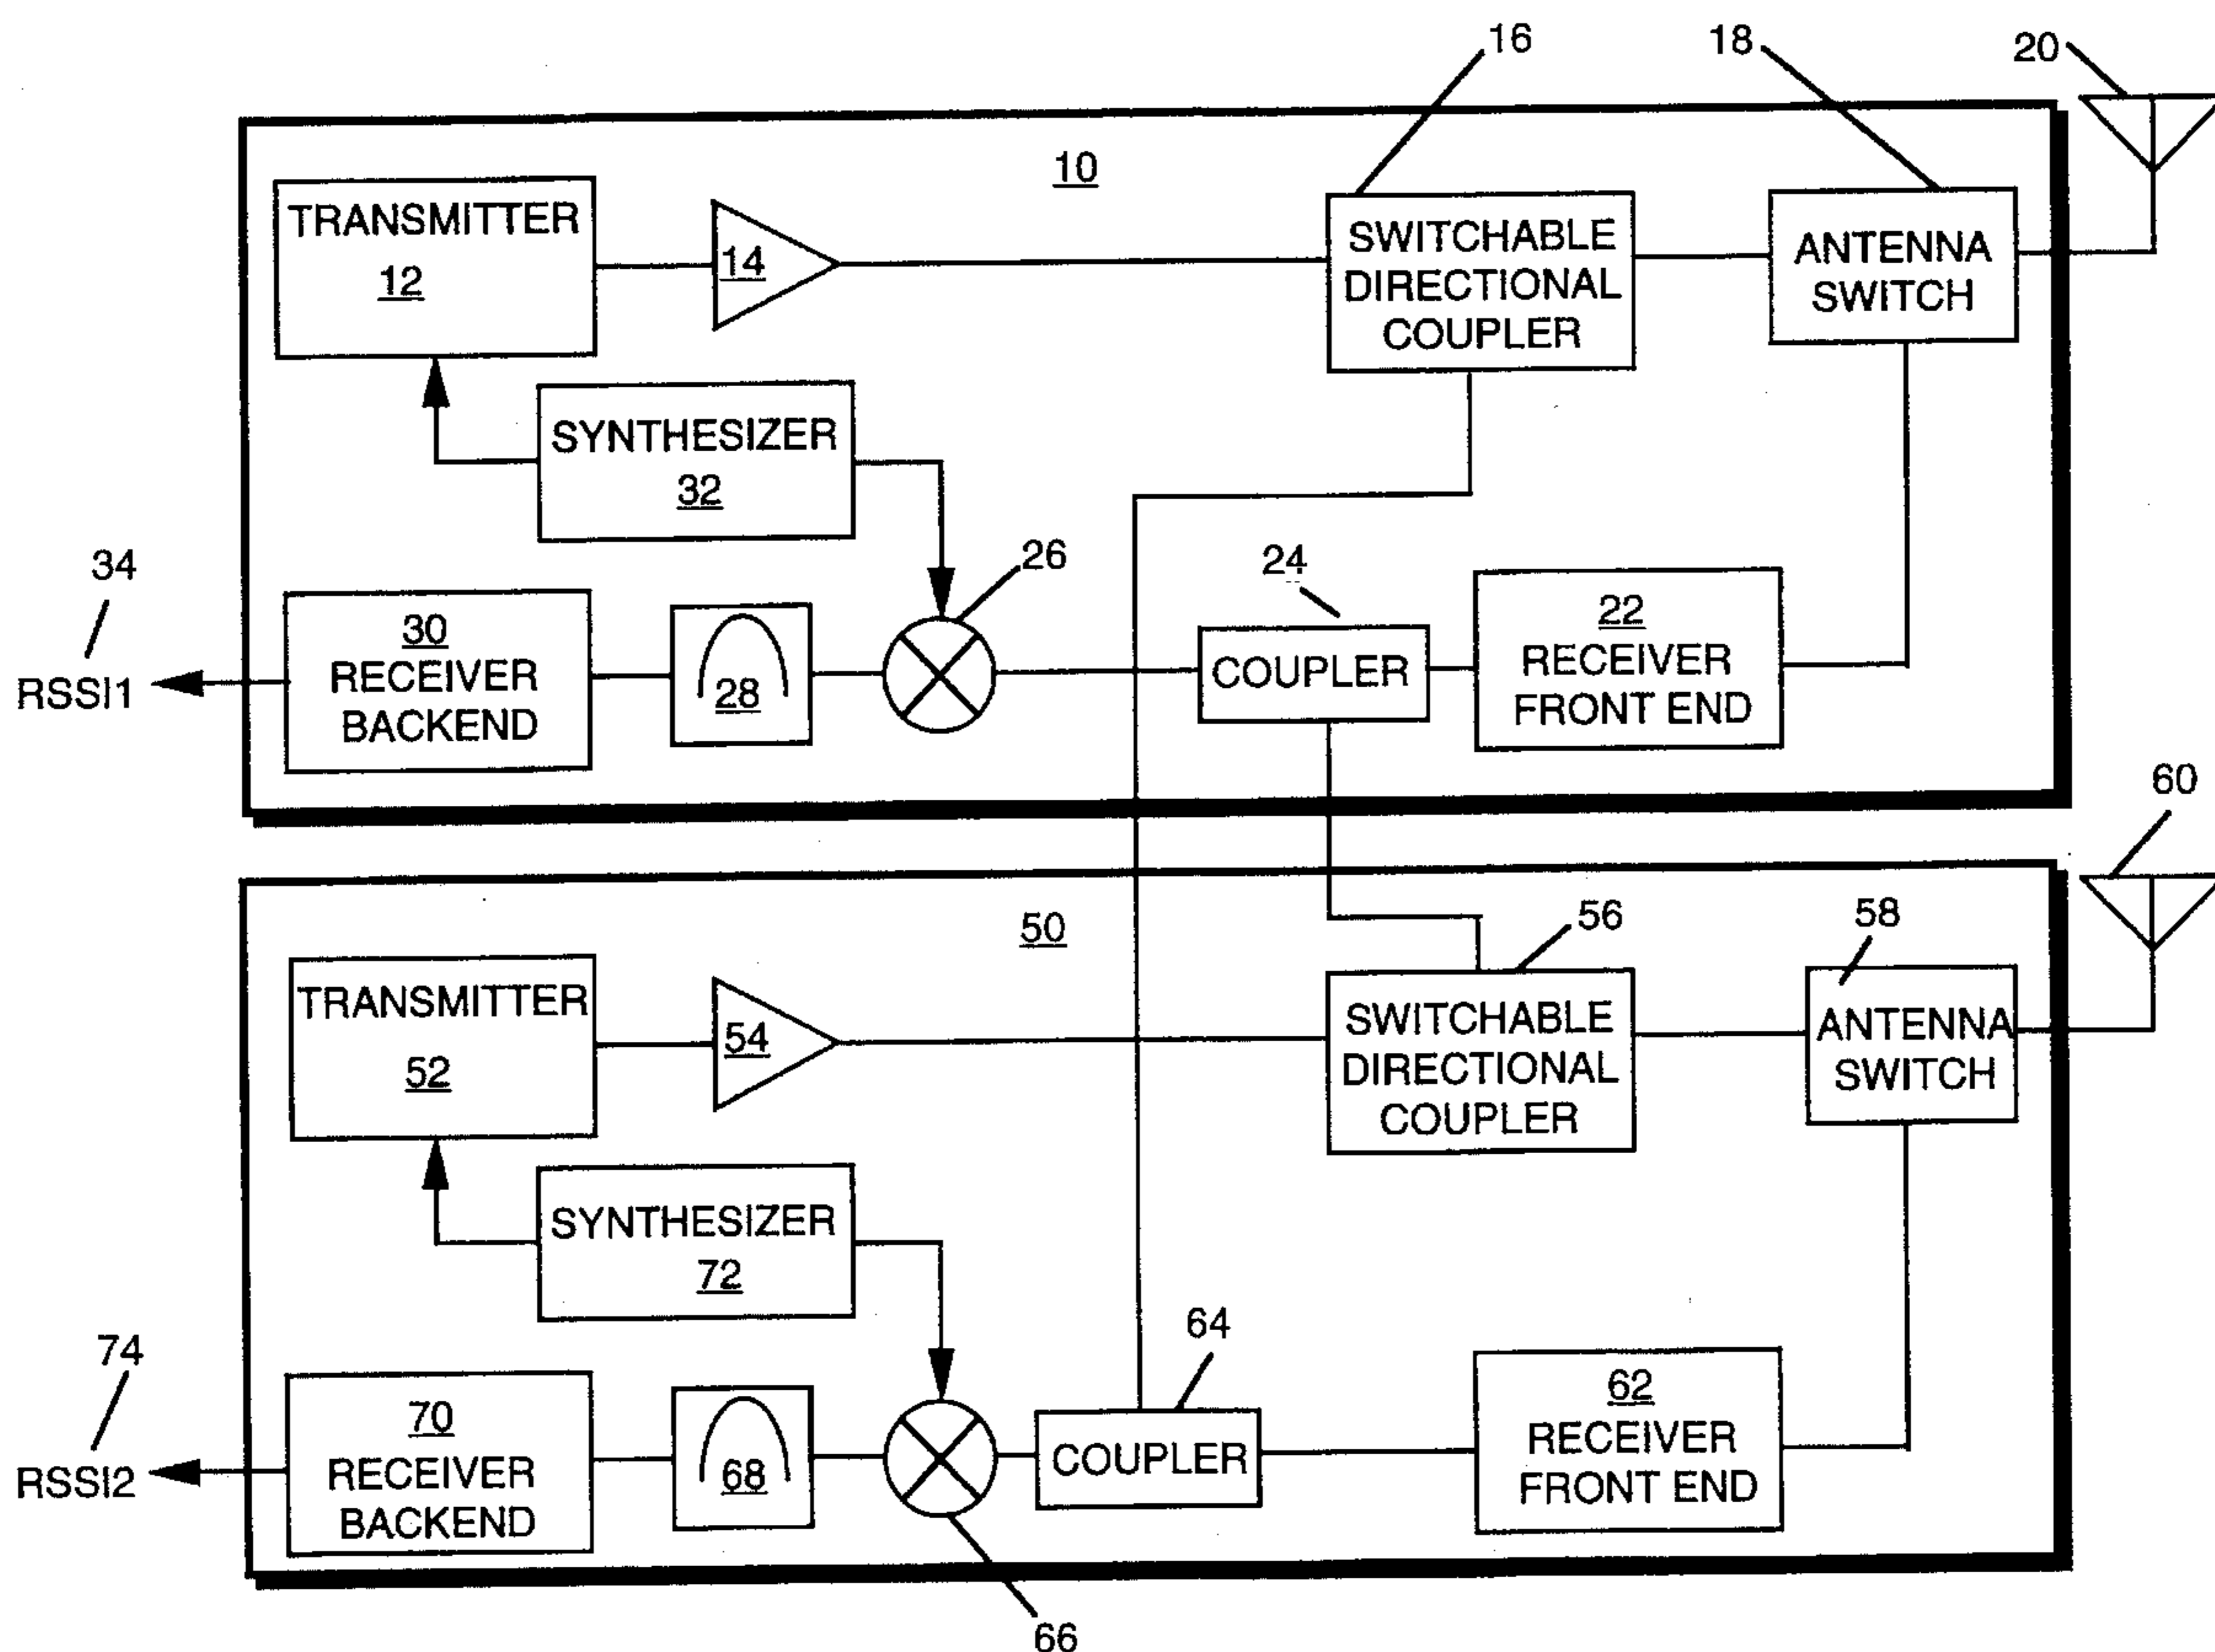 16
18
20
10
TRANSMITTER
12
14
SWITCHABLE
DIRECTIONAL
COUPLER
ANTENNA
SWITCH
SYNTHESIZER
32
34
26
24
RSSI1
30
RECEIVER
BACKEND
28
COUPLER
22
RECEIVER
FRONT END
60
50
56
58
TRANSMITTER
52
54
SWITCHABLE
DIRECTIONAL
COUPLER
ANTENNA
SWITCH
SYNTHESIZER
72
74
64
RSSI2
70
RECEIVER
BACKEND
68
COUPLER
62
RECEIVER
FRONT END
66